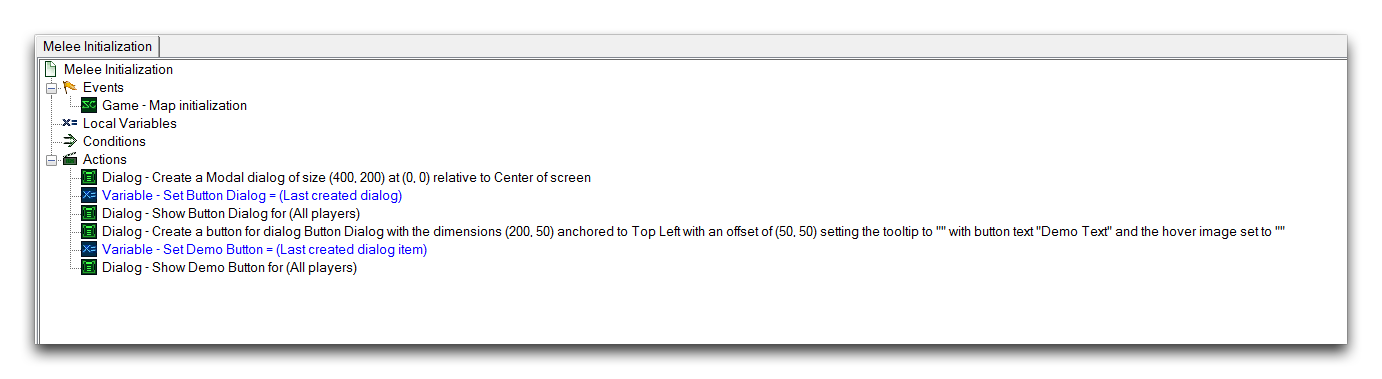 Melee Initialization
Melee Initialization
Events
Game - Map initialization
Local Variables
Conditions
Actions
Dialog - Create a Modal dialog of size (400, 200) at (0, 0) relative to Center of screen
Variable - Set Button Dialog = (Last created dialog)
Dialog - Show Button Dialog for (All players)
Dialog - Create a button for dialog Button Dialog with the dimensions (200, 50) anchored to Top Left with an offset of (50, 50) setting the tooltip to "" with button text "Demo Text" and the hover image set to ""
Variable - Set Demo Button = (Last created dialog item)
Dialog - Show Demo Button for (All players)